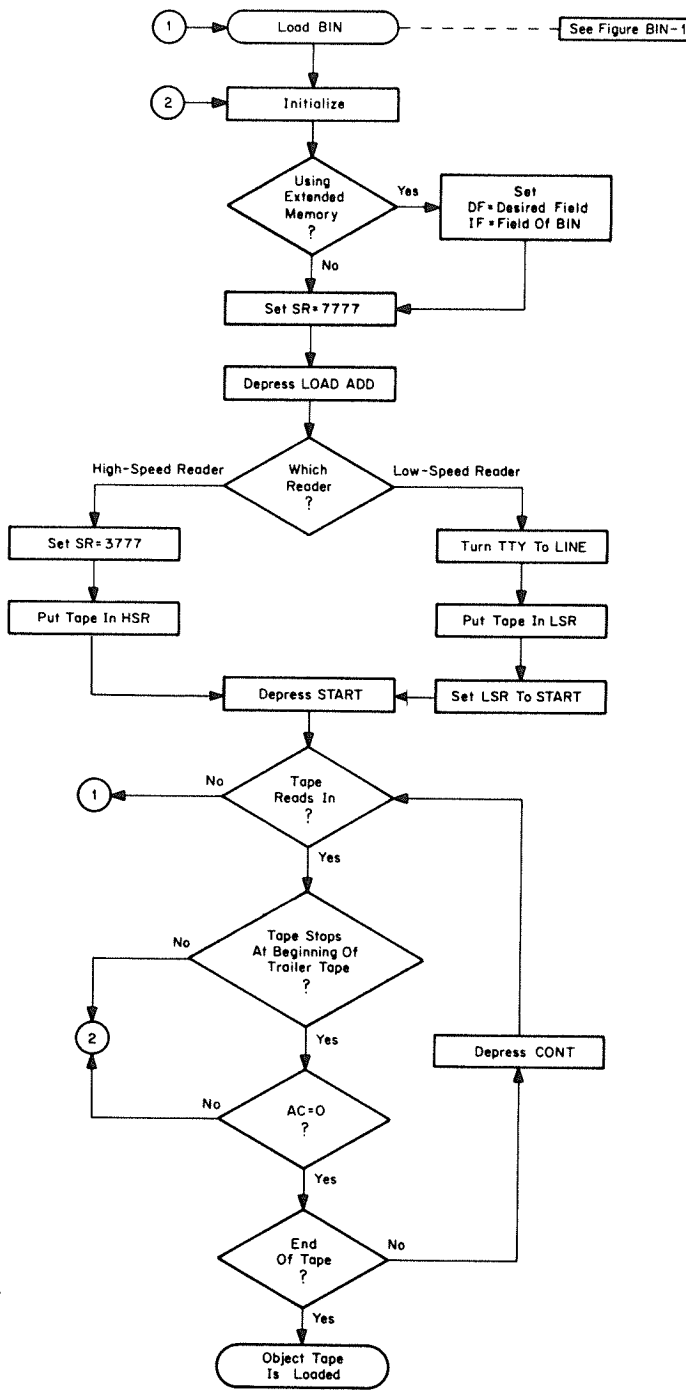 1
Load BIN
See Figure BIN-1
2
Initialize
Using
Extended
Memory
?
Yes
Set
DF=Desired Field
IF=Field Of BIN
No
Set SR=7777
Depress LOAD ADD
High-Speed Reader
Which
Reader
?
Low-Speed Reader
Set SR=3777
Turn TTY To LINE
Put Tape In HSR
Put Tape In LSR
Depress START
Set LSR To START
1
No
Tape
Reads In
?
Yes
No
Tape Stops
At Beginning Of
Trailer Tape
?
2
Yes
Depress CONT
No
AC=0
?
Yes
End
Of Tape
?
No
Yes
Object Tape
Is Loaded